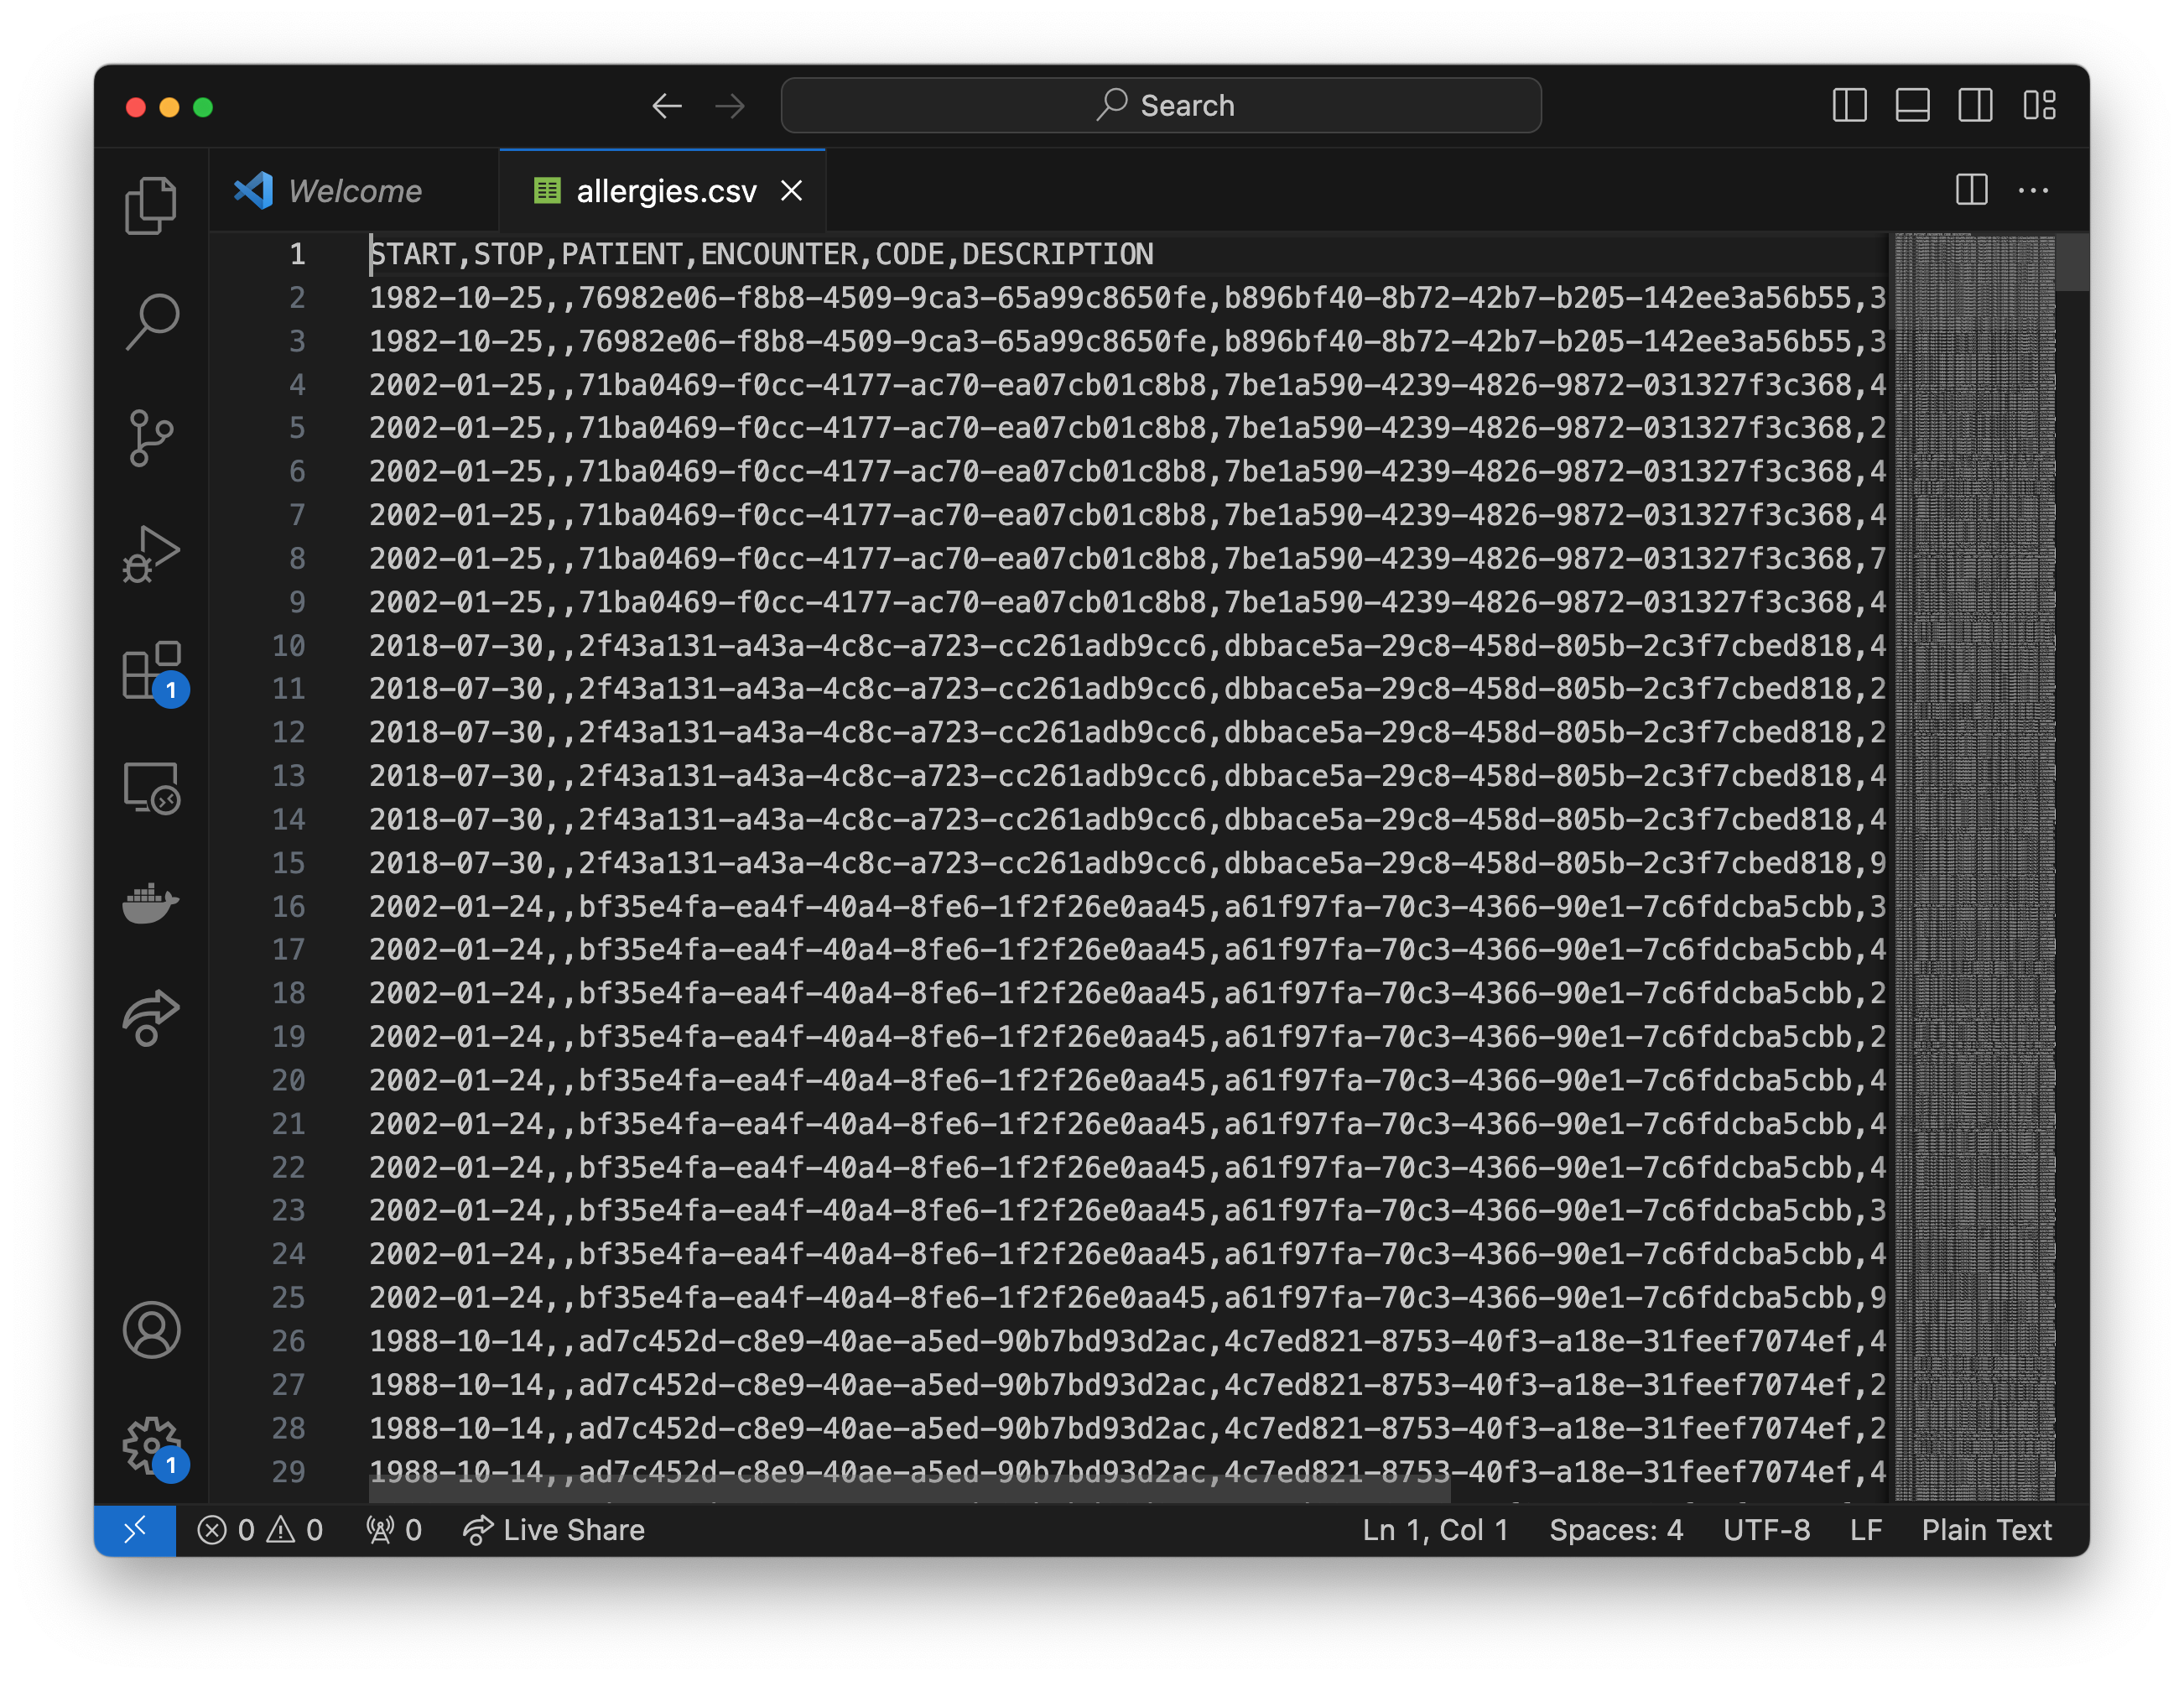 Search
Welcome
allergies.csv
1 START,STOP,PATIENT,ENCOUNTER,CODE,DESCRIPTION
2 1982-10-25,,76982e06-f8b8-4509-9ca3-65a99c8650fe,b896bf40-8b72-42b7-b205-142ee3a56b55,3
3 1982-10-25,,76982e06-f8b8-4509-9ca3-65a99c8650fe,b896bf40-8b72-42b7-b205-142ee3a56b55,3
4 2002-01-25,,71ba0469-f0cc-4177-ac70-ea07cb01c8b8,7be1a590-4239-4826-9872-031327f3c368,4
5 2002-01-25,,71ba0469-f0cc-4177-ac70-ea07cb01c8b8,7be1a590-4239-4826-9872-031327f3c368,2
6 2002-01-25,,71ba0469-f0cc-4177-ac70-ea07cb01c8b8,7be1a590-4239-4826-9872-031327f3c368,4
7 2002-01-25,,71ba0469-f0cc-4177-ac70-ea07cb01c8b8,7be1a590-4239-4826-9872-031327f3c368,4
8 2002-01-25,,71ba0469-f0cc-4177-ac70-ea07cb01c8b8,7be1a590-4239-4826-9872-031327f3c368,7
9 2002-01-25,,71ba0469-f0cc-4177-ac70-ea07cb01c8b8,7be1a590-4239-4826-9872-031327f3c368,4
10 2018-07-30,,2f43a131-a43a-4c8c-a723-cc261adb9cc6,dbbace5a-29c8-458d-805b-2c3f7cbed818,4
11 2018-07-30,,2f43a131-a43a-4c8c-a723-cc261adb9cc6,dbbace5a-29c8-458d-805b-2c3f7cbed818,2
12 2018-07-30,,2f43a131-a43a-4c8c-a723-cc261adb9cc6,dbbace5a-29c8-458d-805b-2c3f7cbed818,2
13 2018-07-30,,2f43a131-a43a-4c8c-a723-cc261adb9cc6,dbbace5a-29c8-458d-805b-2c3f7cbed818,4
14 2018-07-30,,2f43a131-a43a-4c8c-a723-cc261adb9cc6,dbbace5a-29c8-458d-805b-2c3f7cbed818,4
15 2018-07-30,,2f43a131-a43a-4c8c-a723-cc261adb9cc6,dbbace5a-29c8-458d-805b-2c3f7cbed818,9
16 2002-01-24,,bf35e4fa-ea4f-40a4-8fe6-1f2f26e0aa45,a61f97fa-70c3-4366-90e1-7c6fdcba5cbb,3
17 2002-01-24,,bf35e4fa-ea4f-40a4-8fe6-1f2f26e0aa45,a61f97fa-70c3-4366-90e1-7c6fdcba5cbb,4
18 2002-01-24,,bf35e4fa-ea4f-40a4-8fe6-1f2f26e0aa45,a61f97fa-70c3-4366-90e1-7c6fdcba5cbb,2
19 2002-01-24,,bf35e4fa-ea4f-40a4-8fe6-1f2f26e0aa45,a61f97fa-70c3-4366-90e1-7c6fdcba5cbb,2
20 2002-01-24,,bf35e4fa-ea4f-40a4-8fe6-1f2f26e0aa45,a61f97fa-70c3-4366-90e1-7c6fdcba5cbb,4
21 2002-01-24,,bf35e4fa-ea4f-40a4-8fe6-1f2f26e0aa45,a61f97fa-70c3-4366-90e1-7c6fdcba5cbb,4
22 2002-01-24,,bf35e4fa-ea4f-40a4-8fe6-1f2f26e0aa45,a61f97fa-70c3-4366-90e1-7c6fdcba5cbb,4
23 2002-01-24,,bf35e4fa-ea4f-40a4-8fe6-1f2f26e0aa45,a61f97fa-70c3-4366-90e1-7c6fdcba5cbb,3
24 2002-01-24,,bf35e4fa-ea4f-40a4-8fe6-1f2f26e0aa45,a61f97fa-70c3-4366-90e1-7c6fdcba5cbb,4
25 2002-01-24,,bf35e4fa-ea4f-40a4-8fe6-1f2f26e0aa45,a61f97fa-70c3-4366-90e1-7c6fdcba5cbb,9
26 1988-10-14,,ad7c452d-c8e9-40ae-a5ed-90b7bd93d2ac,4c7ed821-8753-40f3-a18e-31feef7074ef,4
27 1988-10-14,,ad7c452d-c8e9-40ae-a5ed-90b7bd93d2ac,4c7ed821-8753-40f3-a18e-31feef7074ef,2
28 1988-10-14,,ad7c452d-c8e9-40ae-a5ed-90b7bd93d2ac,4c7ed821-8753-40f3-a18e-31feef7074ef,2
29 1988-10-14,,ad7c452d-c8e9-40ae-a5ed-90b7bd93d2ac,4c7ed821-8753-40f3-a18e-31feef7074ef,4
1
1
0 0 0 Live Share Ln 1, Col 1 Spaces: 4 UTF-8 LF Plain Text